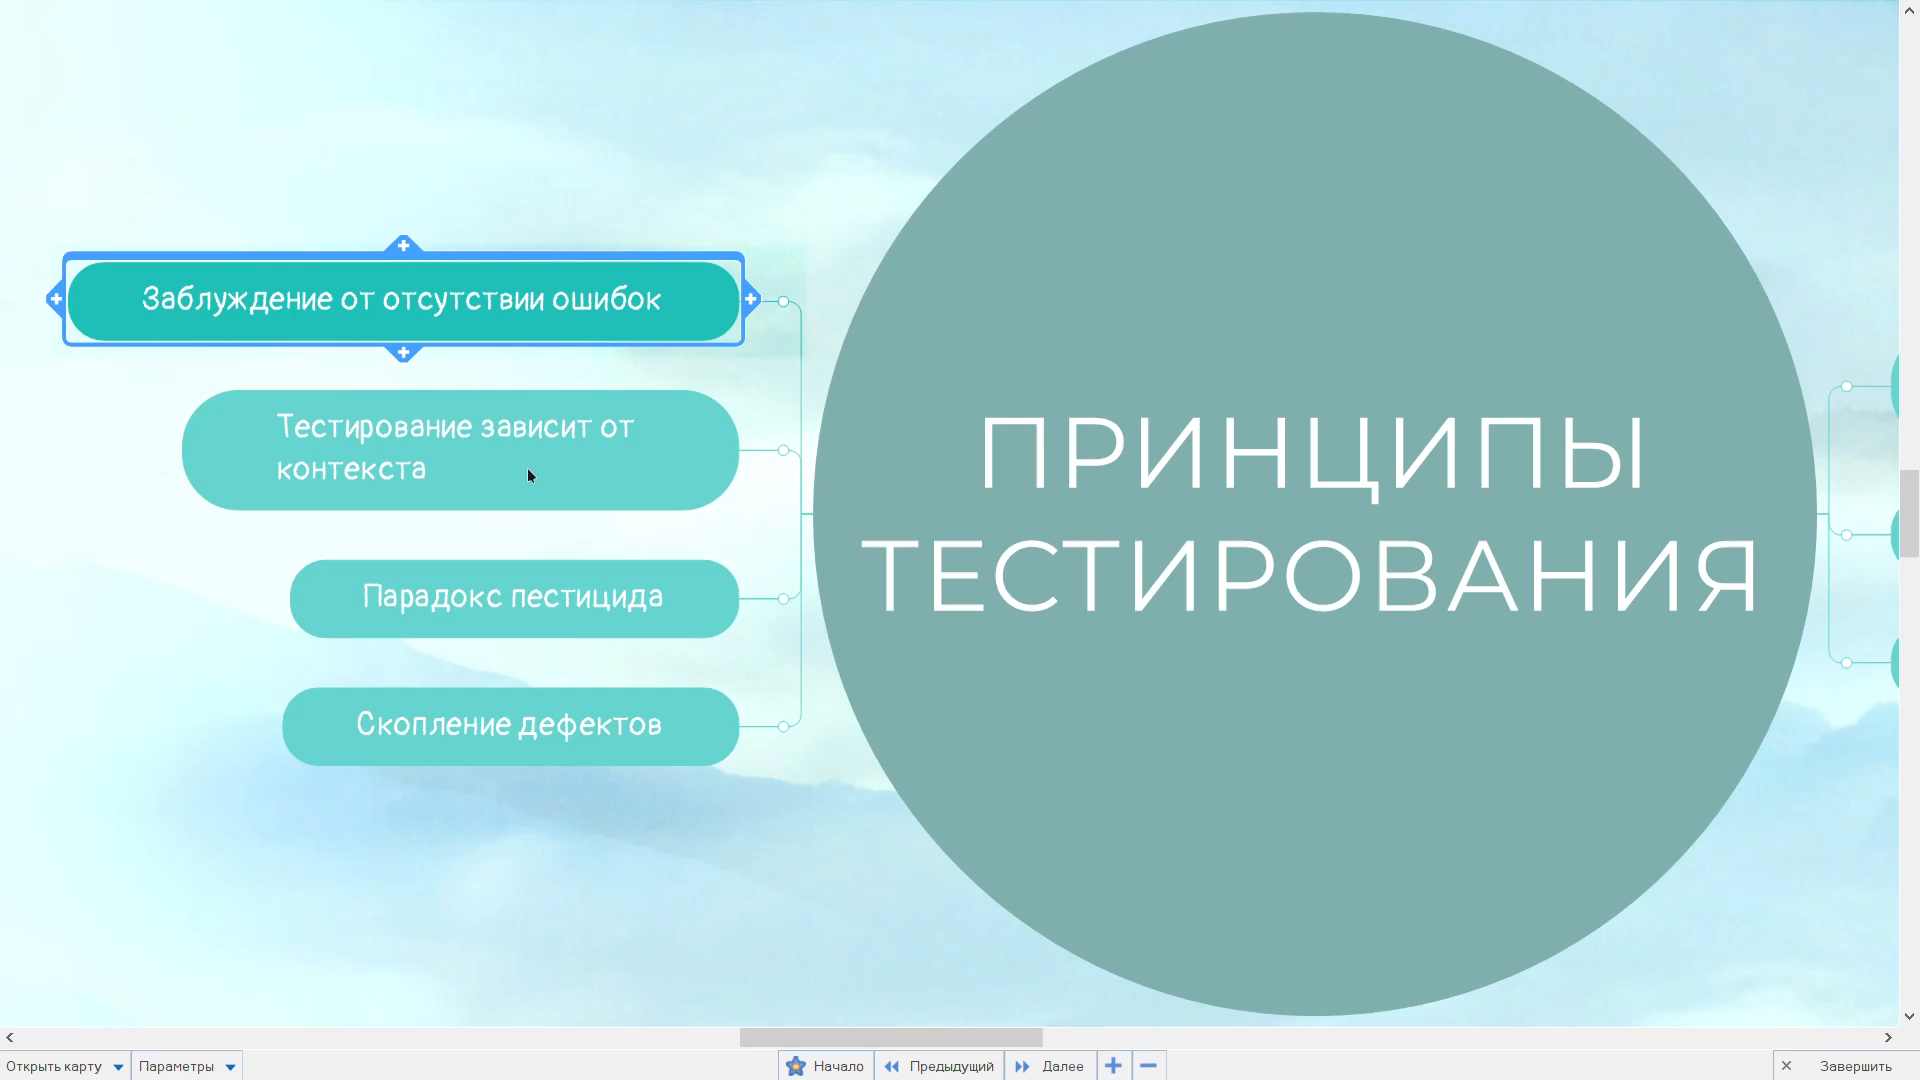 Заблуждение от отсутствии ошибок
Тестирование зависит от
контекста
Парадокс пестицида
Скопление дефектов
ПРИНЦИПЫ
ТЕСТИРОВАНИЯ
Открыть карту
Параметры
Начало
Предыдущий
Далее
Завершить